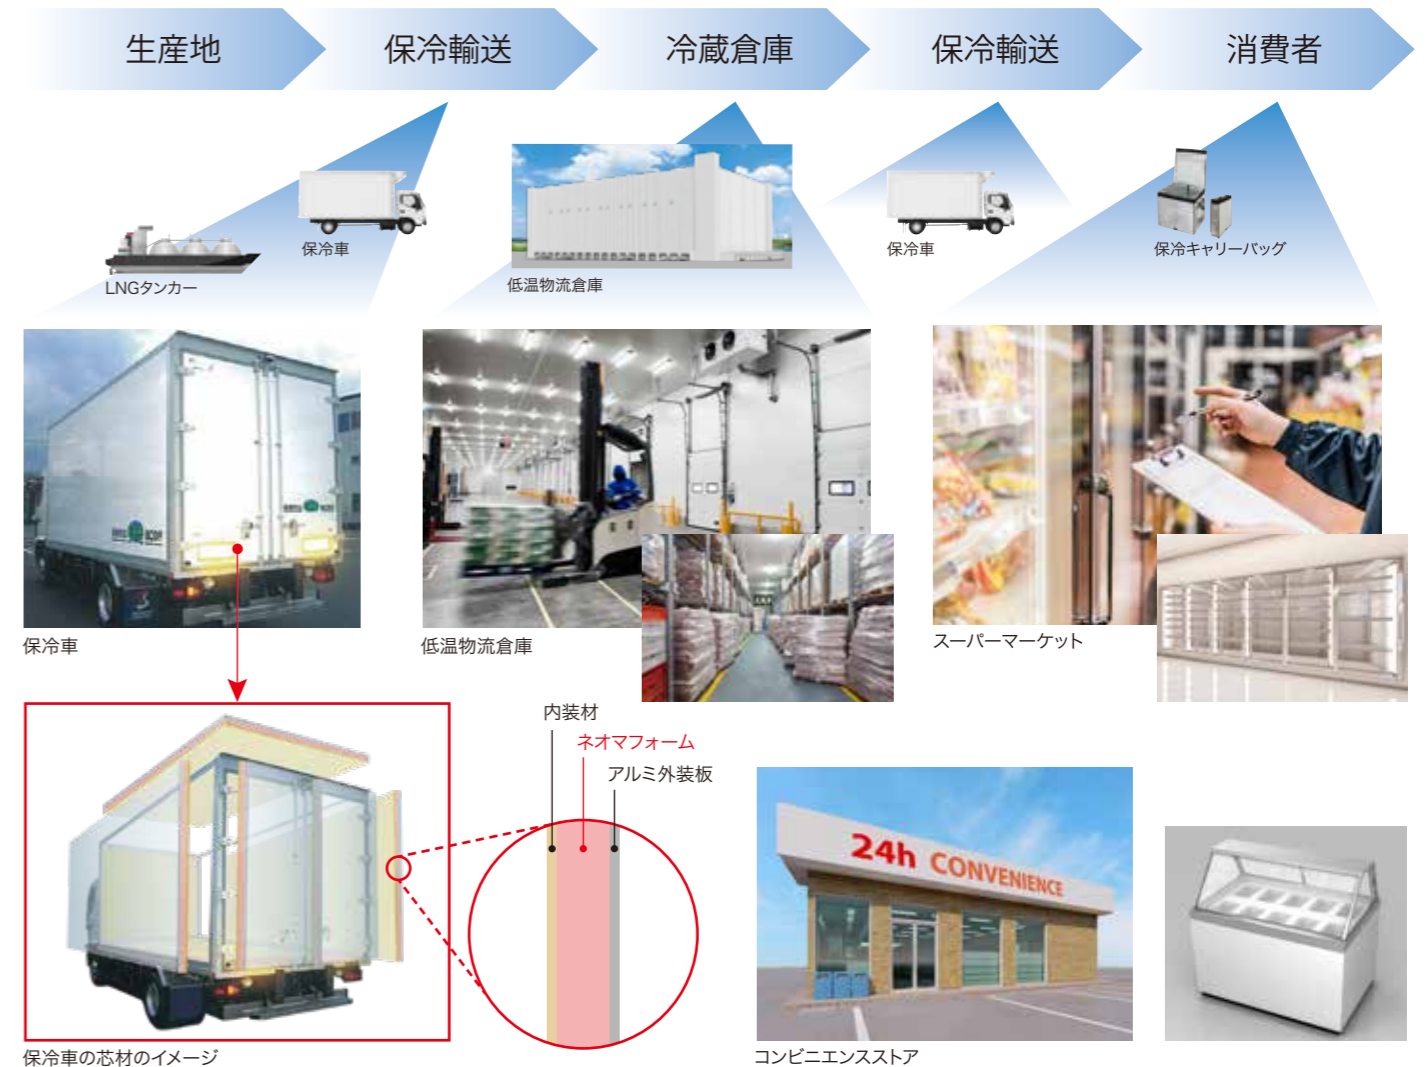 生産地
保冷輸送
冷蔵倉庫
保冷輸送
消費者
LNGタンカー
保冷車
低温物流倉庫
保冷車
保冷キャリーバッグ
保冷車
低温物流倉庫
スーパーマーケット
内装材
ネオマフォーム
アルミ外装板
24h CONVENIENCE
保冷車の芯材のイメージ
コンビニエンスストア